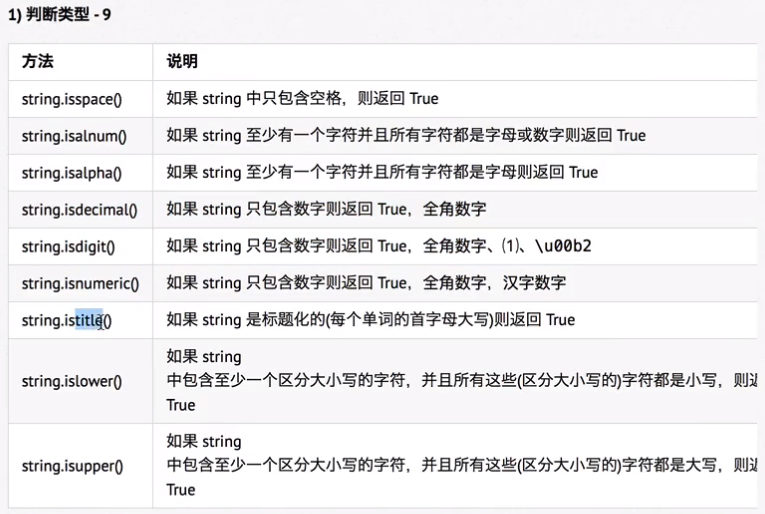 1) 判断类型 - 9
方法 说明
string.isspace() 如果 string 中只包含空格，则返回 True
string.isalnum() 如果 string 至少有一个字符并且所有字符都是字母或数字则返回 True
string.isalpha() 如果 string 至少有一个字符并且所有字符都是字母则返回 True
string.isdecimal() 如果 string 只包含数字则返回 True，全角数字
string.isdigit() 如果 string 只包含数字则返回 True，全角数字、⑴、\u00b2
string.isnumeric() 如果 string 只包含数字则返回 True，全角数字，汉字数字
string.istitle() 如果 string 是标题化的(每个单词的首字母大写)则返回 True
如果 string
string.islower() 中包含至少一个区分大小写的字符，并且所有这些(区分大小写的)字符都是小写，则
True
如果 string
string.isupper() 中包含至少一个区分大小写的字符，并且所有这些(区分大小写的)字符都是大写，则
True